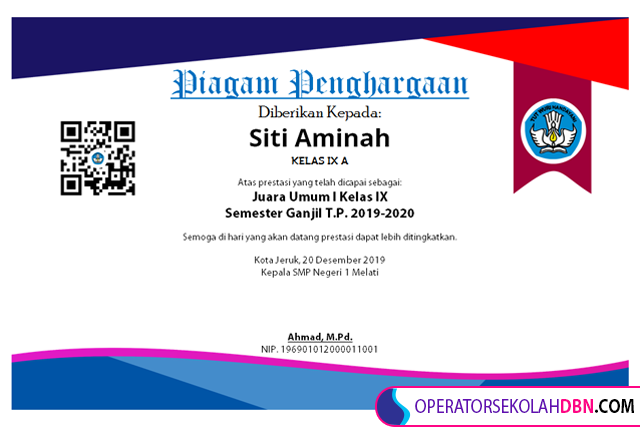 Piagam Penghargaan
Diberikan Kepada:
Siti Aminah
KELAS IX A
Atas prestasi yang telah dicapai sebagai:
Juara Umum I Kelas IX
Semester Ganjil T.P. 2019-2020
Semoga di hari yang akan datang prestasi dapat lebih ditingkatkan.
Kota Jeruk, 20 Desember 2019
Kepala SMP Negeri 1 Melati
Ahmad, M.Pd.
NIP. 196901012000011001
TUT WURI HANDAYANI
OPERATORSEKOLAHDBN.COM